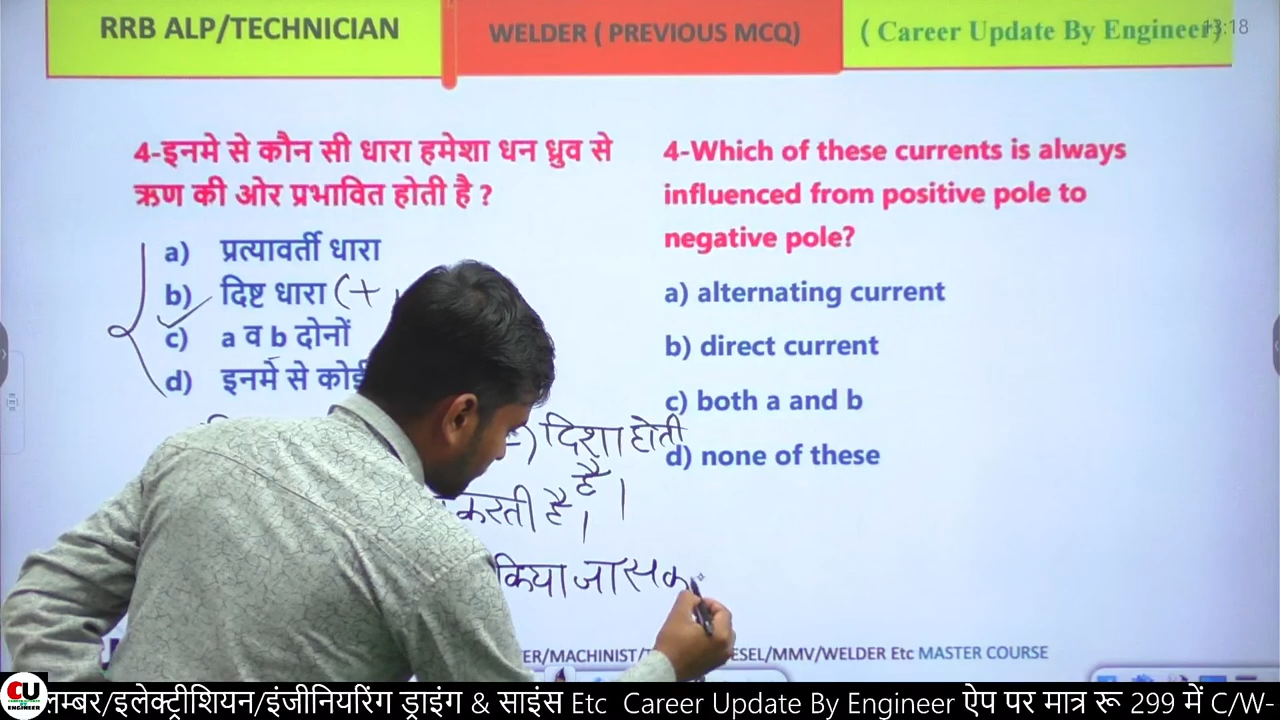 RRB ALP/TECHNICIAN
WELDER ( PREVIOUS MCQ)
( Career Update By Engineer)
13:18
4-इनमे से कौन सी धारा हमेशा धन ध्रुव से
ऋण की ओर प्रभावित होती है ?
a) प्रत्यावर्ती धारा
b) दिष्ट धारा (+
c) a व b दोनों
d) इनमें से कोई
दिशा होती
है।
करती है।
किया जा सक
4-Which of these currents is always
influenced from positive pole to
negative pole?
a) alternating current
b) direct current
c) both a and b
d) none of these
ER/MACHINIST/ ESEL/MMV/WELDER Etc MASTER COURSE
CU
ENGINEER
लम्बर/इलेक्ट्रीशियन/इंजीनियरिंग ड्राइंग & साइंस Etc Career Update By Engineer ऐप पर मात्र रू 299 में C/W-